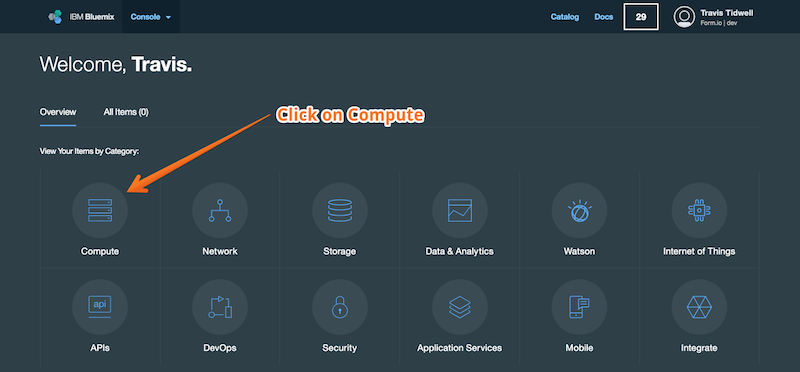 IBM Bluemix Console Catalog Docs 29 Travis Tidwell
Form.io | dev
Welcome, Travis.
Overview All Items (0)
Click on Compute
View Your Items by Category:
Compute Network Storage Data & Analytics Watson Internet of Things
api
APIs DevOps Security Application Services Mobile Integrate